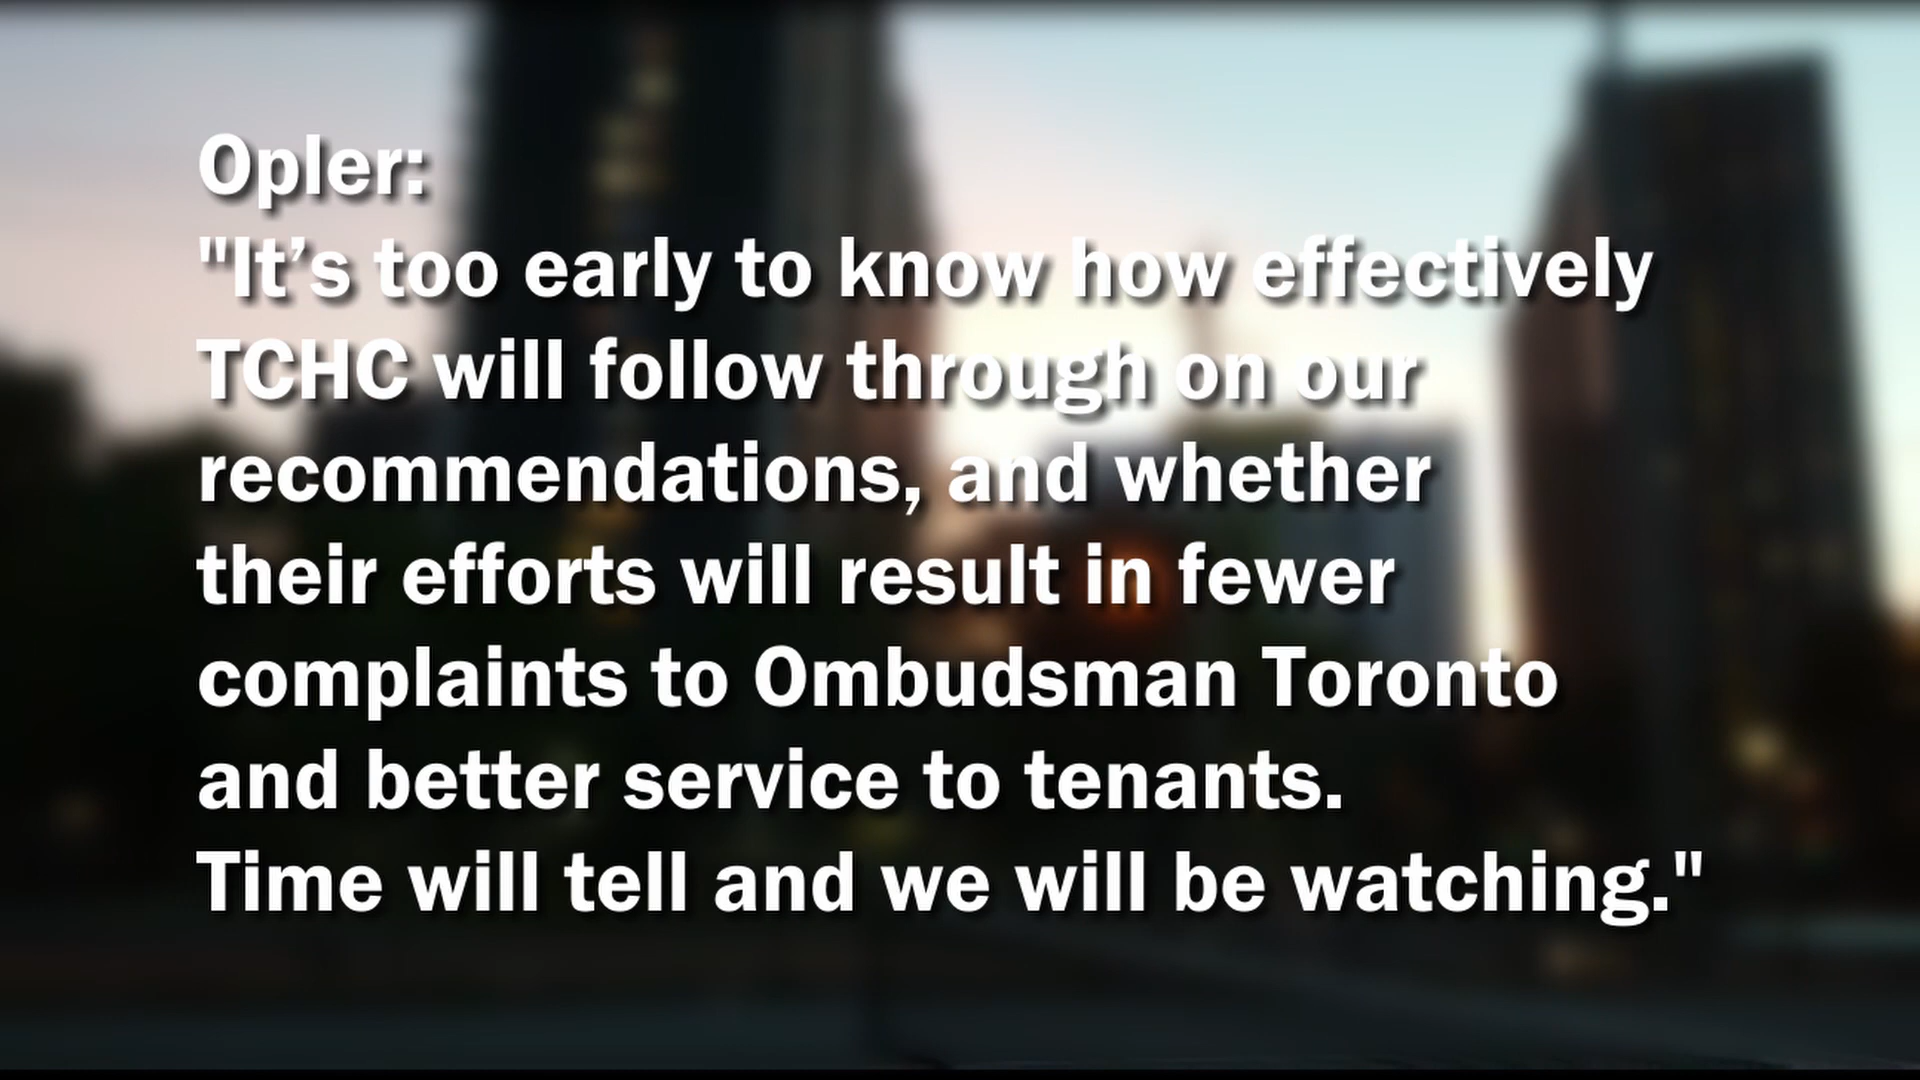 Opler:
"It’s too early to know how effectively
TCHC will follow through on our
recommendations, and whether
their efforts will result in fewer
complaints to Ombudsman Toronto
and better service to tenants.
Time will tell and we will be watching."